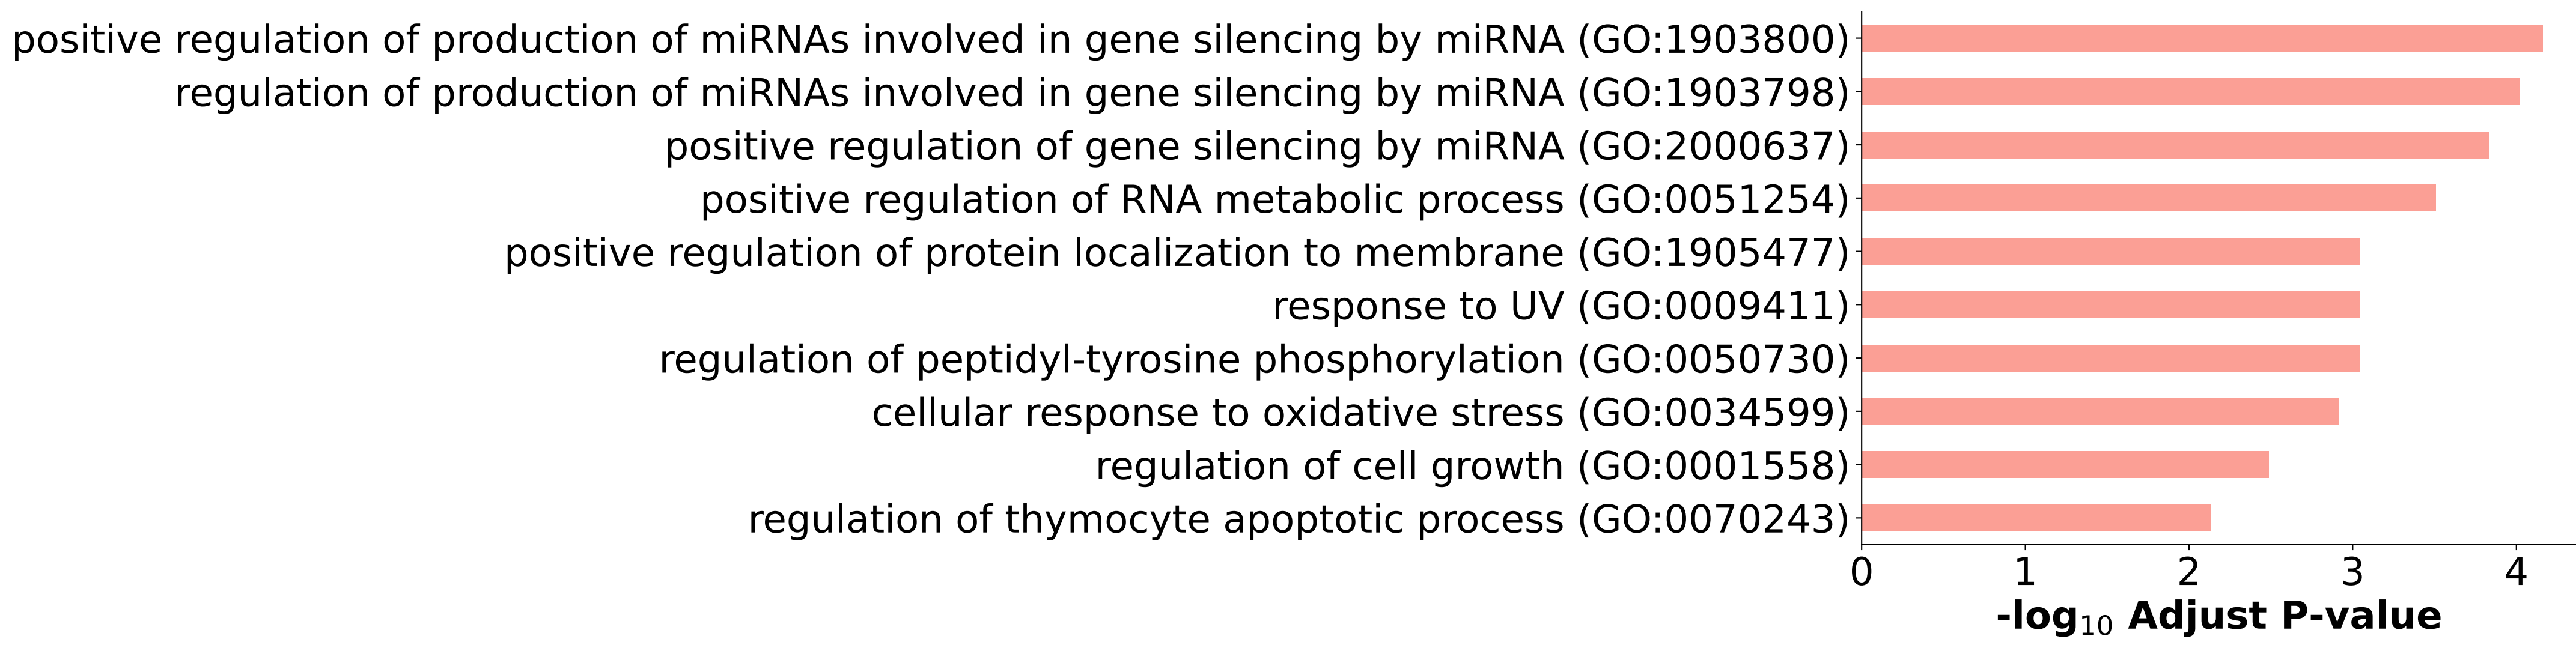 positive regulation of production of miRNAs involved in gene silencing by miRNA (GO:1903800)
regulation of production of miRNAs involved in gene silencing by miRNA (GO:1903798)
positive regulation of gene silencing by miRNA (GO:2000637)
positive regulation of RNA metabolic process (GO:0051254)
positive regulation of protein localization to membrane (GO:1905477)
response to UV (GO:0009411)
regulation of peptidyl-tyrosine phosphorylation (GO:0050730)
cellular response to oxidative stress (GO:0034599)
regulation of cell growth (GO:0001558)
regulation of thymocyte apoptotic process (GO:0070243)
0 1 2 3 4
-log₁₀ Adjust P-value